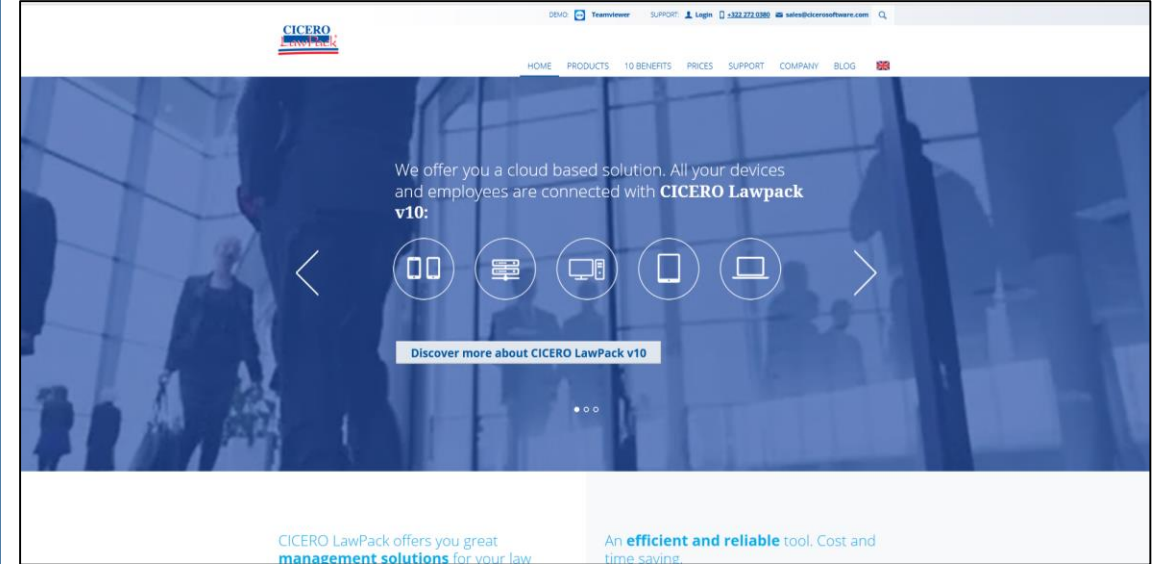 DEMO: Teamviewer SUPPORT: Login +322 272 0380 sales@cicerosoftware.com
CICERO
LawPack
HOME PRODUCTS 10 BENEFITS PRICES SUPPORT COMPANY BLOG
We offer you a cloud based solution. All your devices
and employees are connected with CICERO Lawpack
v10:
Discover more about CICERO LawPack v10
CICERO LawPack offers you great
management solutions for your law
An efficient and reliable tool. Cost and
time saving.